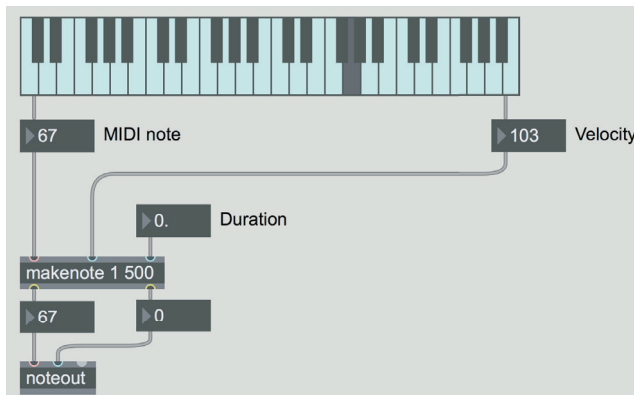 67
MIDI note
103
Velocity
0.
Duration
makenote 1 500
67
0
noteout